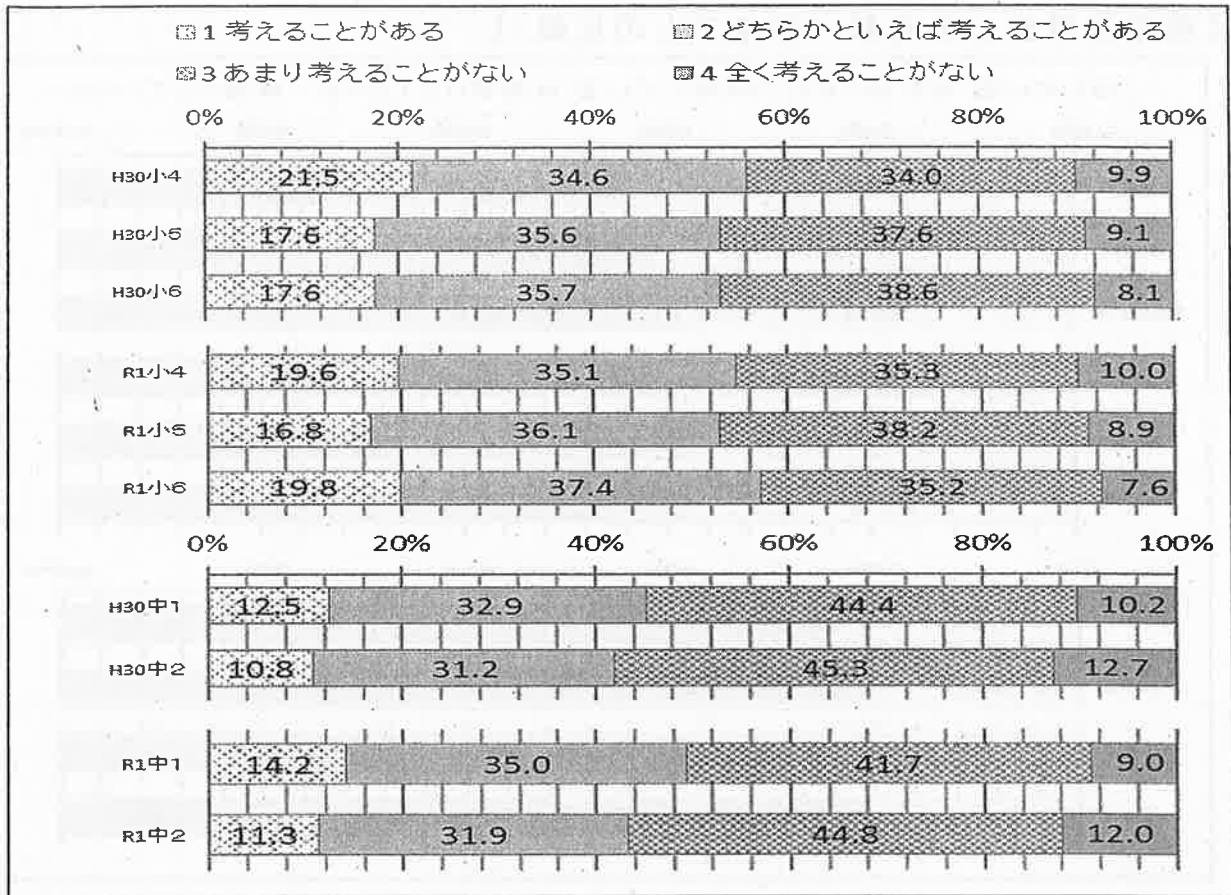 1 考えることがある 2 どちらかといえば考えることがある
3 あまり考えることがない 4 全く考えることがない
0% 20% 40% 60% 80% 100%
H30小4 21.5 34.6 34.0 9.9
H30小5 17.6 35.6 37.6 9.1
H30小6 17.6 35.7 38.6 8.1
R1小4 19.6 35.1 35.3 10.0
R1小5 16.8 36.1 38.2 8.9
R1小6 19.8 37.4 35.2 7.6
0% 20% 40% 60% 80% 100%
H30中1 12.5 32.9 44.4 10.2
H30中2 10.8 31.2 45.3 12.7
R1中1 14.2 35.0 41.7 9.0
R1中2 11.3 31.9 44.8 12.0